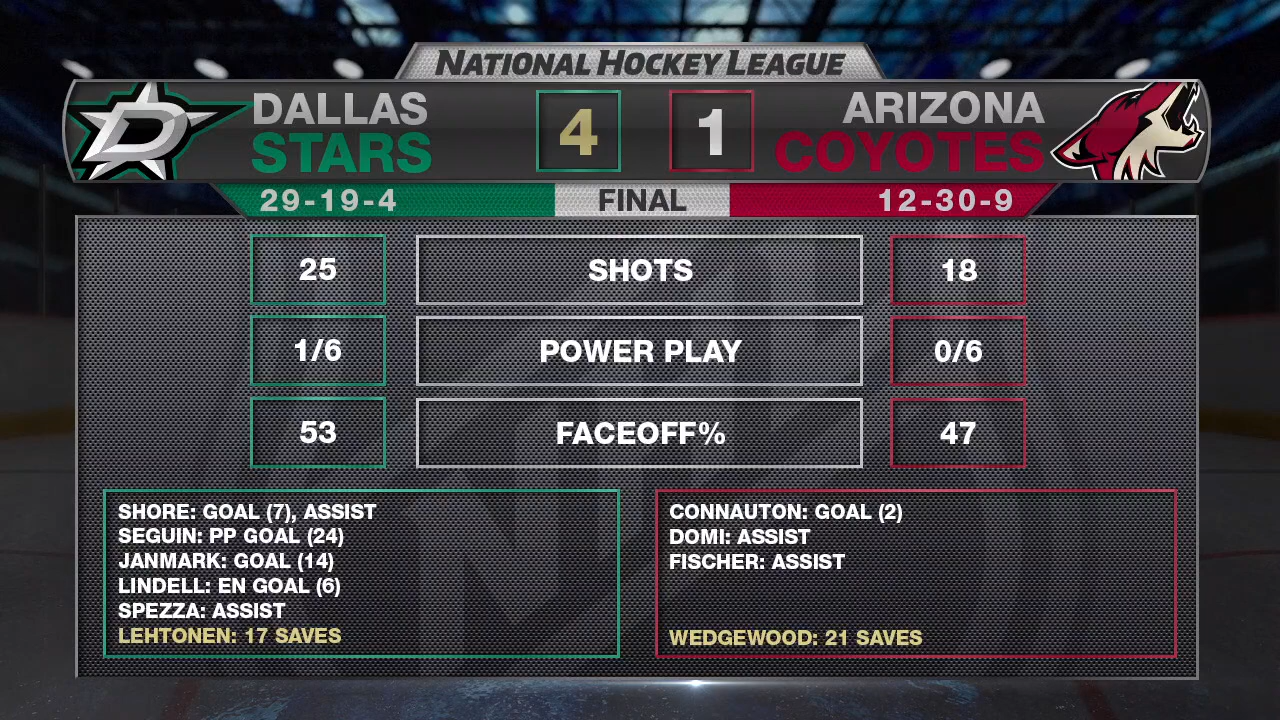 NATIONAL HOCKEY LEAGUE
DALLAS
STARS
4
1
ARIZONA
COYOTES
29-19-4
FINAL
12-30-9
25 SHOTS 18
1/6 POWER PLAY 0/6
53 FACEOFF% 47
SHORE: GOAL (7), ASSIST
SEGUIN: PP GOAL (24)
JANMARK: GOAL (14)
LINDELL: EN GOAL (6)
SPEZZA: ASSIST
LEHTONEN: 17 SAVES
CONNAUTON: GOAL (2)
DOMI: ASSIST
FISCHER: ASSIST
WEDGEWOOD: 21 SAVES